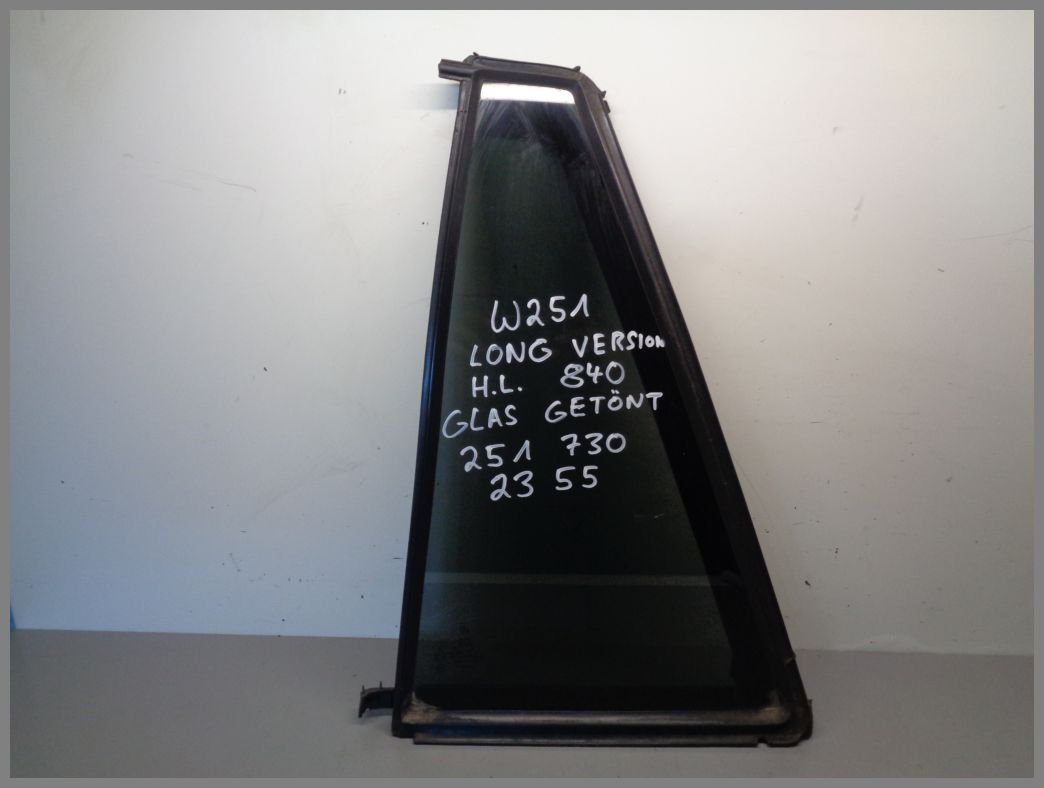 W251
LONG VERSION
H.L. 840
GLAS GETÖNT
251 730
23 55